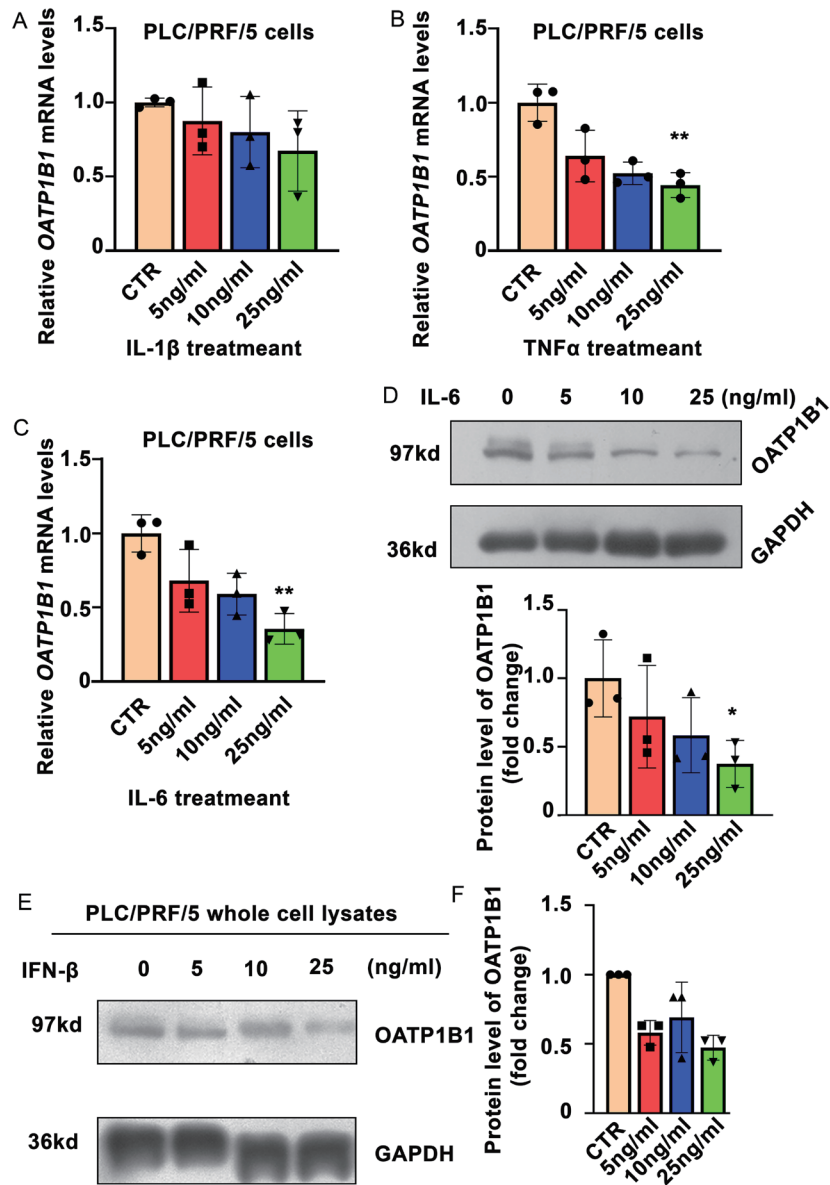 A
PLC/PRF/5 cells
Relative OATP1B1 mRNA levels
1.5
1.0
0.5
0
CTR
5ng/ml
10ng/ml
25ng/ml
IL-1β treatmeant
B
PLC/PRF/5 cells
Relative OATP1B1 mRNA levels
1.5
1.0
0.5
0
**
CTR
5ng/ml
10ng/ml
25ng/ml
TNFα treatmeant
C
PLC/PRF/5 cells
Relative OATP1B1 mRNA levels
1.5
1.0
0.5
0
**
CTR
5ng/ml
10ng/ml
25ng/ml
IL-6 treatmeant
D
IL-6 0 5 10 25 (ng/ml)
97kd OATP1B1
36kd GAPDH
Protein level of OATP1B1
(fold change)
1.5
1.0
0.5
0
*
CTR
5ng/ml
10ng/ml
25ng/ml
E
PLC/PRF/5 whole cell lysates
IFN-β 0 5 10 25 (ng/ml)
97kd OATP1B1
36kd GAPDH
F
Protein level of OATP1B1
(fold change)
1.5
1.0
0.5
0
CTR
5ng/ml
10ng/ml
25ng/ml